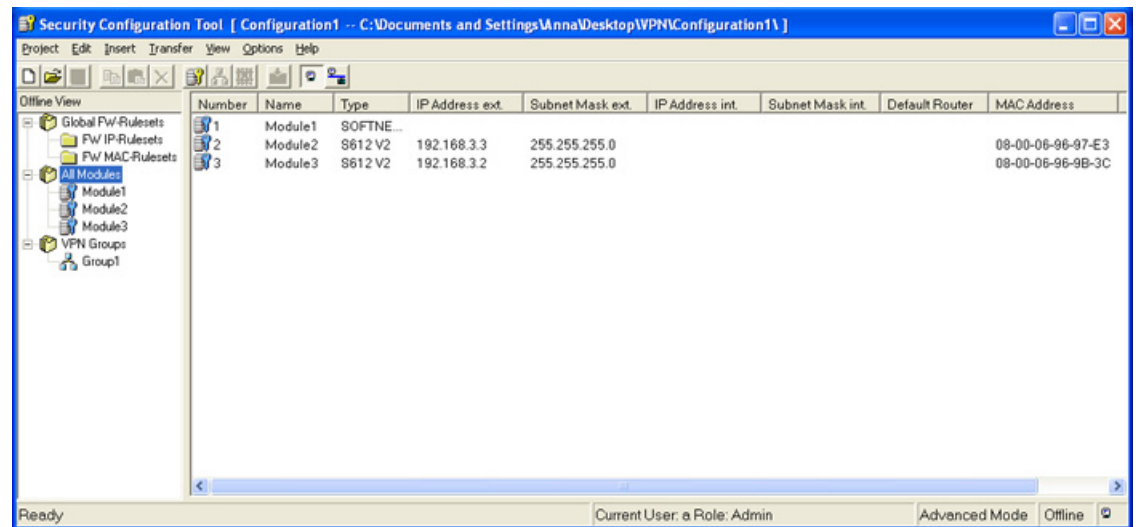 Security Configuration Tool [ Configuration1 -- C:\Documents and Settings\Anna\Desktop\VPN\Configuration1\ ]
Project Edit Insert Transfer View Options Help
Offline View
Global FW-Rulesets
FW IP-Rulesets
FW MAC-Rulesets
All Modules
Module1
Module2
Module3
VPN Groups
Group1
Number Name Type IP Address ext. Subnet Mask ext. IP Address int. Subnet Mask int. Default Router MAC Address
1 Module1 SOFTNE...
2 Module2 S612 V2 192.168.3.3 255.255.255.0 08-00-06-96-97-E3
3 Module3 S612 V2 192.168.3.2 255.255.255.0 08-00-06-96-9B-3C
Ready Current User: a Role: Admin Advanced Mode Offline